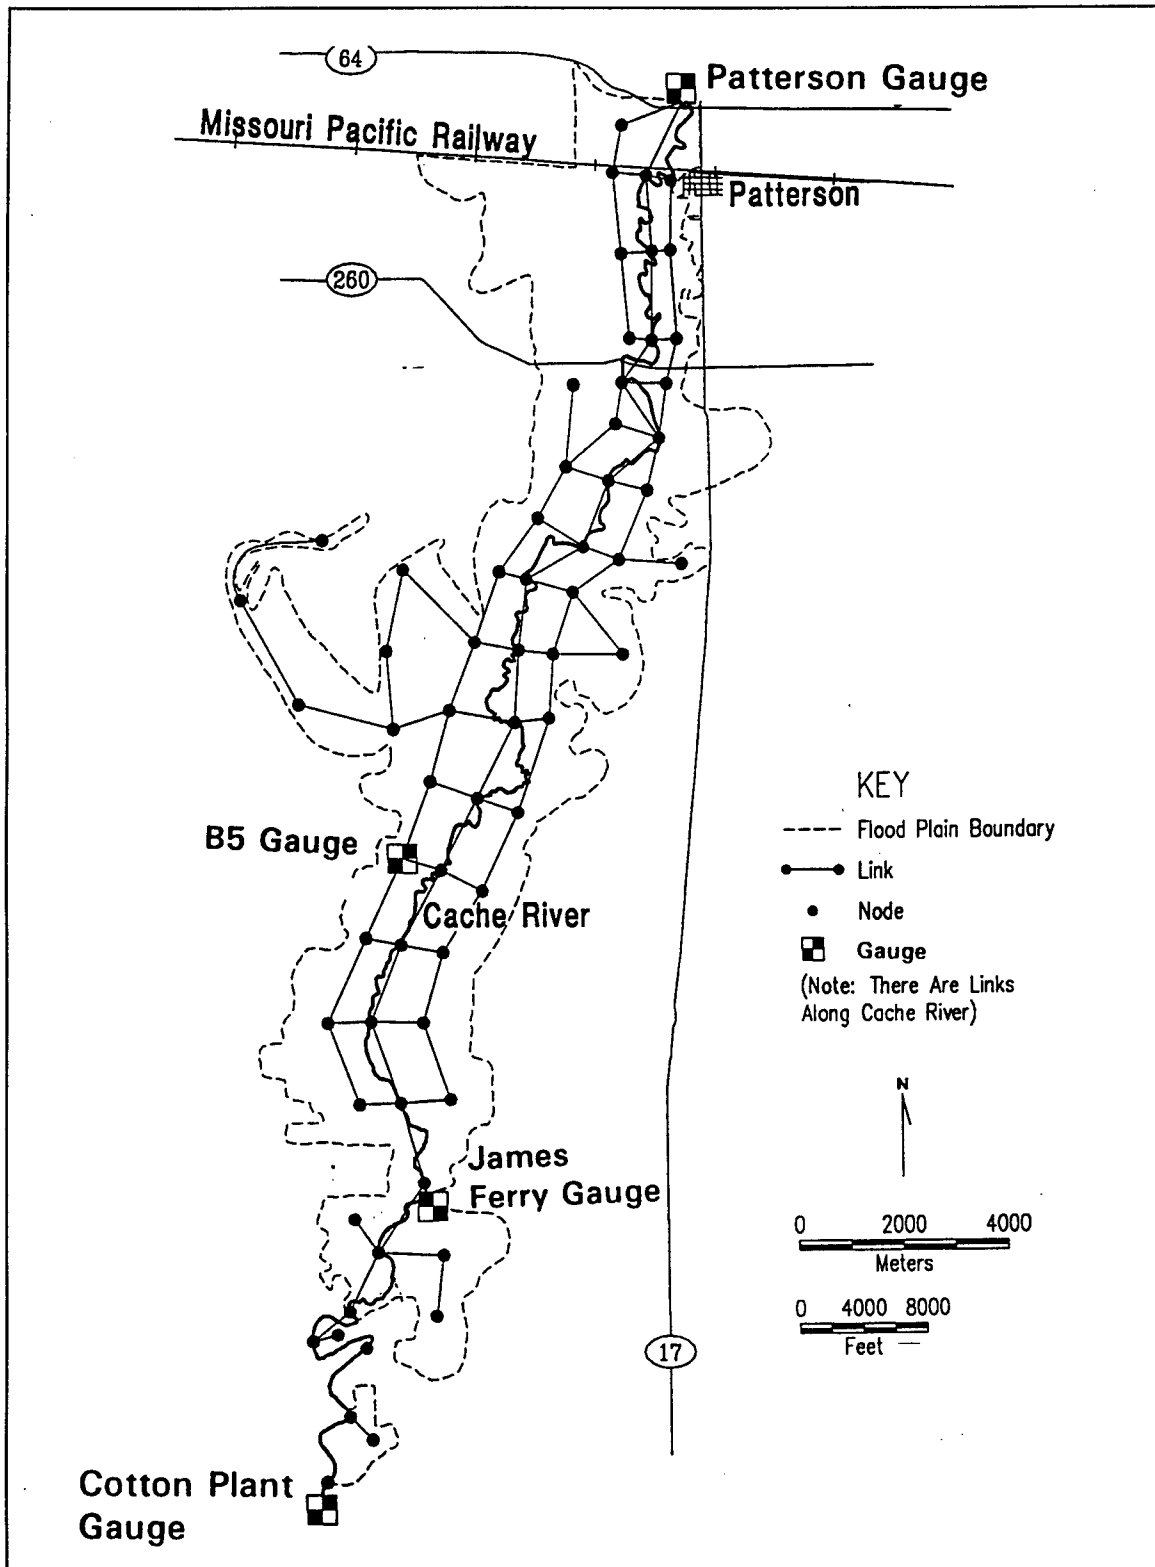 64
Patterson Gauge
Missouri Pacific Railway
Patterson
260
KEY
Flood Plain Boundary
Link
Node
Gauge
(Note: There Are Links
Along Cache River)
B5 Gauge
Cache River
N
James
Ferry Gauge
0 2000 4000
Meters
0 4000 8000
Feet
17
Cotton Plant
Gauge